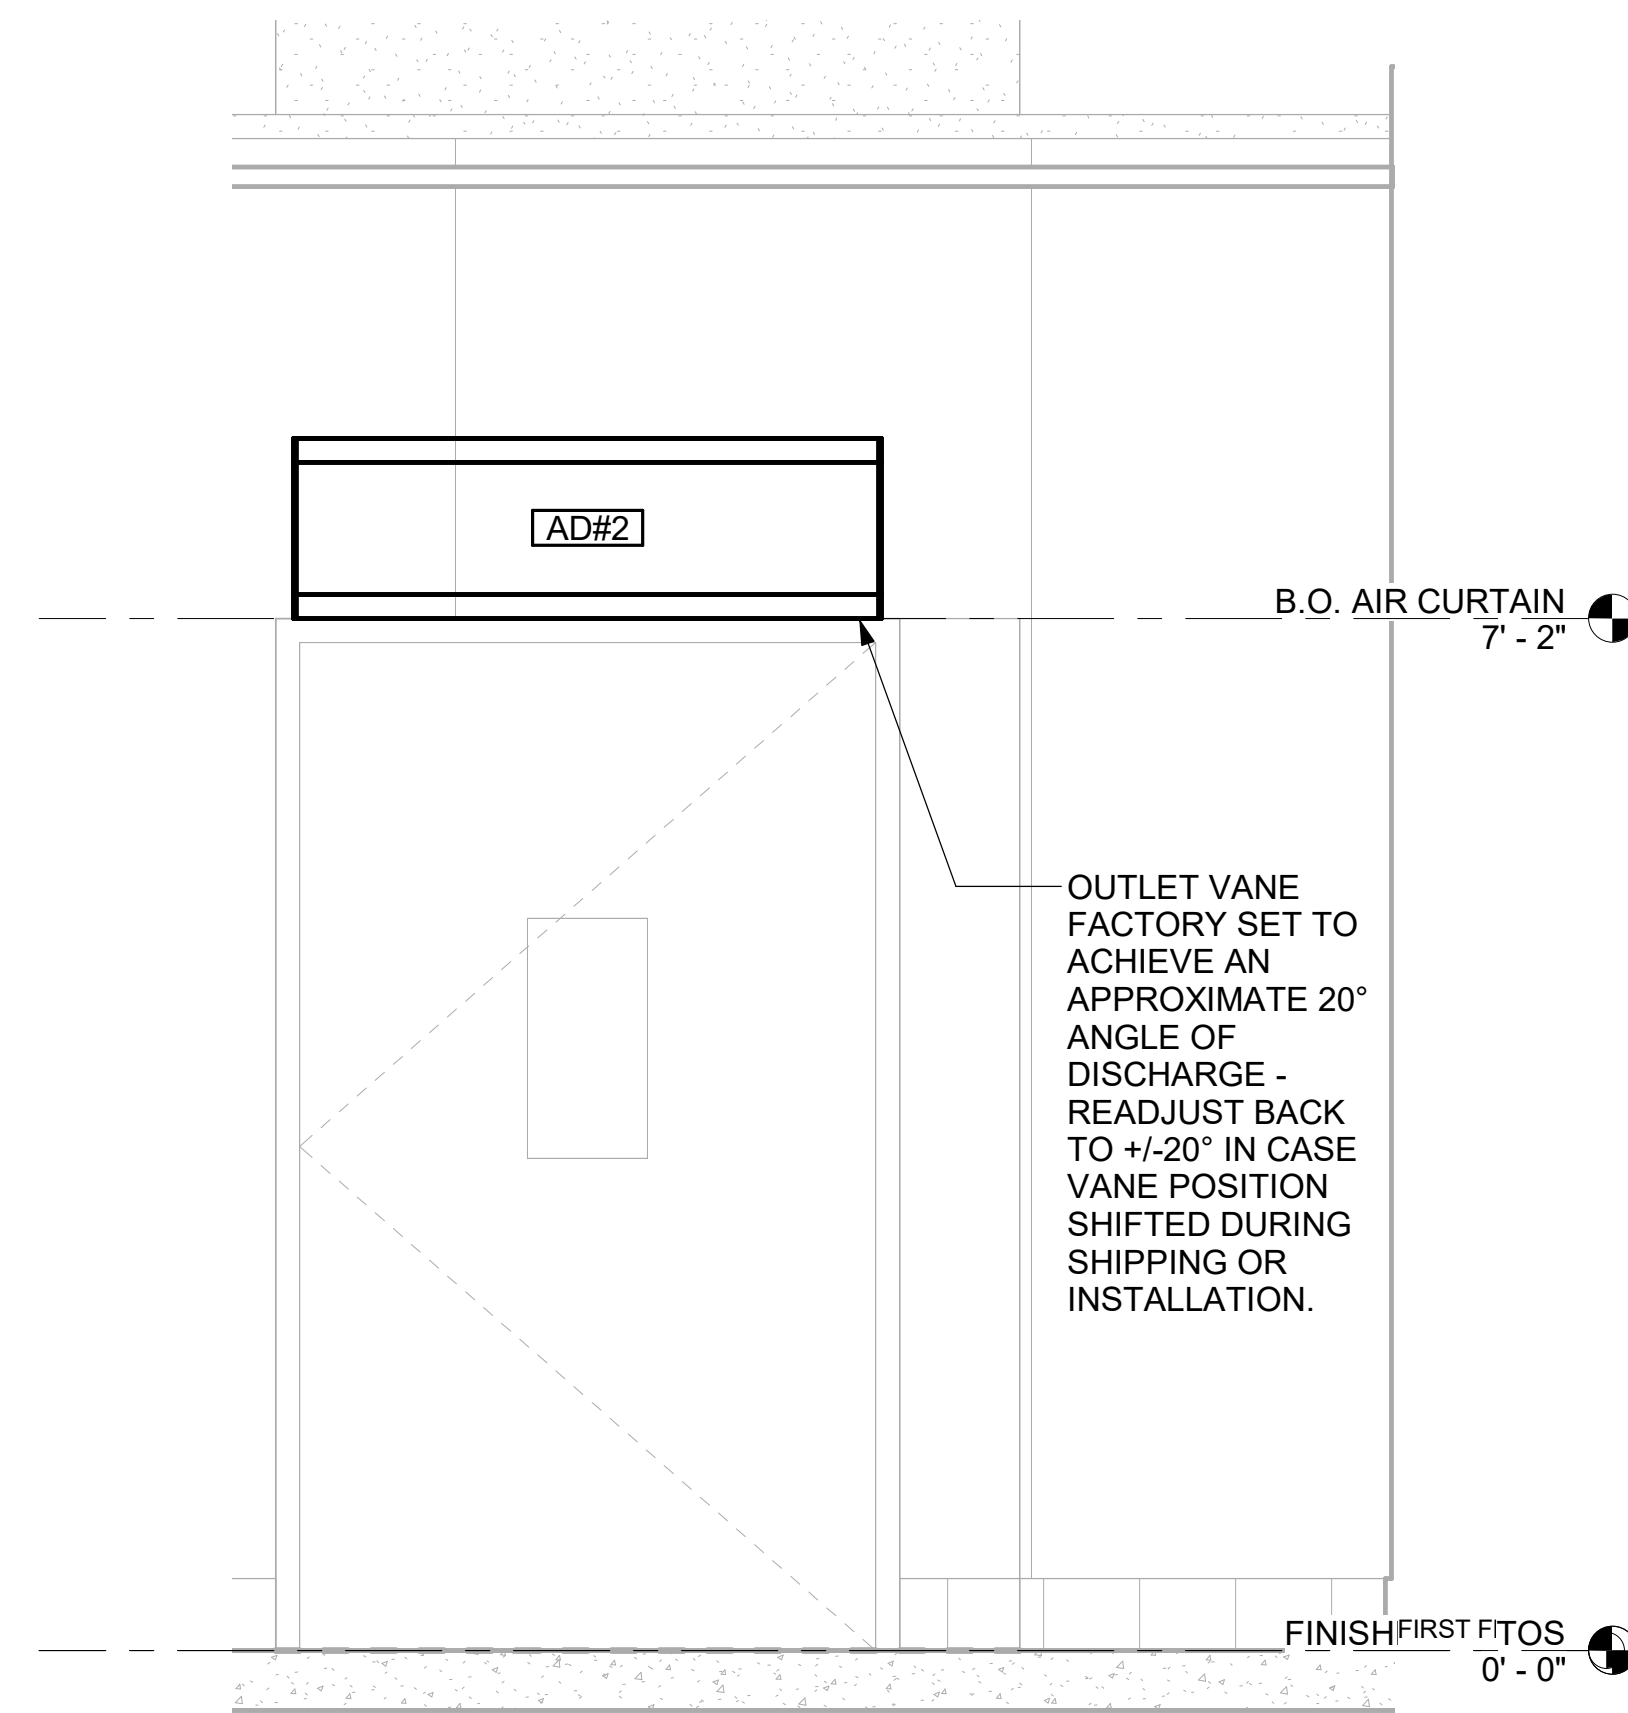 AD#2
B.O. AIR CURTAIN
7' - 2"
OUTLET VANE
FACTORY SET TO
ACHIEVE AN
APPROXIMATE 20°
ANGLE OF
DISCHARGE -
READJUST BACK
TO +/-20° IN CASE
VANE POSITION
SHIFTED DURING
SHIPPING OR
INSTALLATION.
FINISH FIRST F TOS
0' - 0"